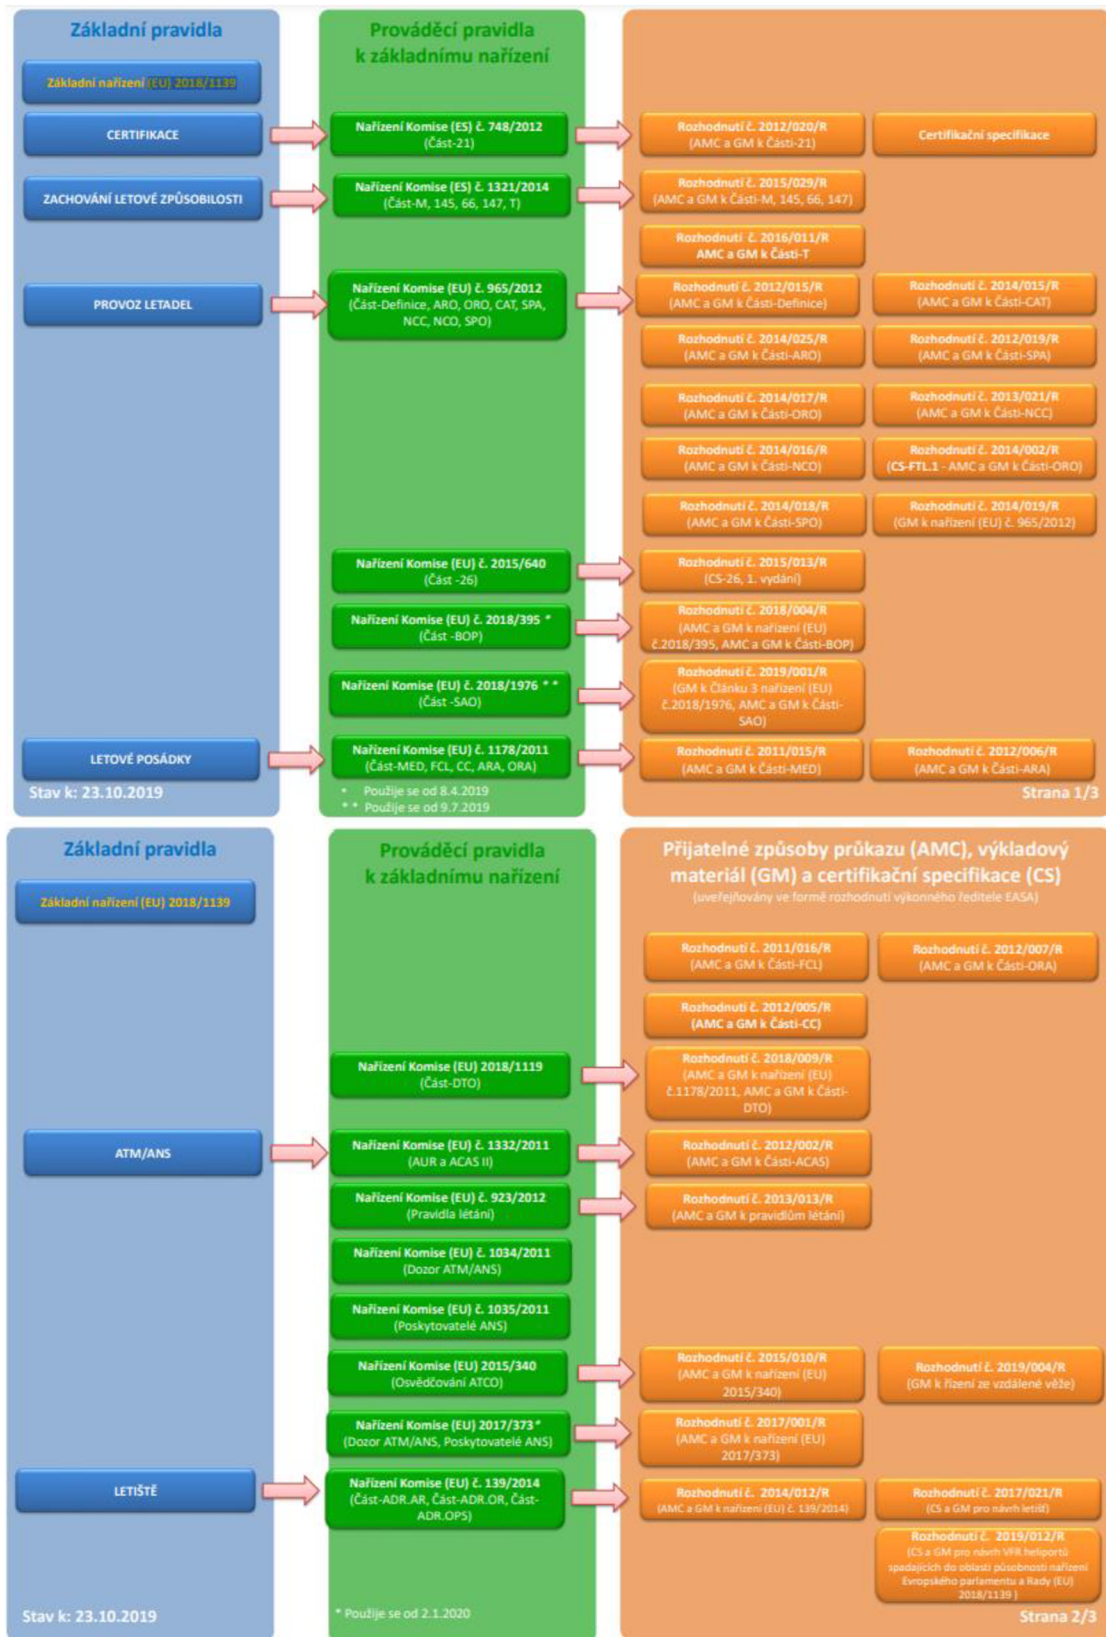 Základní pravidla
Prováděcí pravidla
k základnímu nařízení
Základní nařízení (EU) 2018/1139
CERTIFIKACE
Nařízení Komise (ES) č. 748/2012
(Část-21)
Rozhodnutí č. 2012/020/R
(AMC a GM k Části-21)
Certifikační specifikace
ZACHOVÁNÍ LETOVÉ ZPŮSOBILOSTI
Nařízení Komise (ES) č. 1321/2014
(Část-M, 145, 66, 147, T)
Rozhodnutí č. 2015/029/R
(AMC a GM k Části-M, 145, 66, 147)
Rozhodnutí č. 2016/011/R
AMC a GM k Části-T
PROVOZ LETADEL
Nařízení Komise (EU) č. 965/2012
(Část-Definice, ARO, ORO, CAT, SPA,
NCC, NCO, SPO)
Rozhodnutí č. 2012/015/R
(AMC a GM k Části-Definice)
Rozhodnutí č. 2014/015/R
(AMC a GM k Části-CAT)
Rozhodnutí č. 2014/025/R
(AMC a GM k Části-ARO)
Rozhodnutí č. 2012/019/R
(AMC a GM k Části-SPA)
Rozhodnutí č. 2014/017/R
(AMC a GM k Části-ORO)
Rozhodnutí č. 2013/021/R
(AMC a GM k Části-NCC)
Rozhodnutí č. 2014/016/R
(AMC a GM k Části-NCO)
Rozhodnutí č. 2014/002/R
(CS-FTL.1 - AMC a GM k Části-ORO)
Rozhodnutí č. 2014/018/R
(AMC a GM k Části-SPO)
Rozhodnutí č. 2014/019/R
(GM k nařízení (EU) č. 965/2012)
Nařízení Komise (EU) č. 2015/640
(Část -26)
Rozhodnutí č. 2015/013/R
(CS-26, 1. vydání)
Nařízení Komise (EU) č. 2018/395 *
(Část -BOP)
Rozhodnutí č. 2018/004/R
(AMC a GM k nařízení (EU)
č.2018/395, AMC a GM k Části-BOP)
Nařízení Komise (EU) č. 2018/1976 * *
(Část -SAO)
Rozhodnutí č. 2019/001/R
(GM k Článku 3 nařízení (EU)
č.2018/1976, AMC a GM k Části-
SAO)
LETOVÉ POSÁDKY
Nařízení Komise (EU) č. 1178/2011
(Část-MED, FCL, CC, ARA, ORA)
Rozhodnutí č. 2011/015/R
(AMC a GM k Části-MED)
Rozhodnutí č. 2012/006/R
(AMC a GM k Části-ARA)
Stav k: 23.10.2019
* Použije se od 8.4.2019
* * Použije se od 9.7.2019
Strana 1/3
Základní pravidla
Prováděcí pravidla
k základnímu nařízení
Přijatelné způsoby průkazu (AMC), výkladový
materiál (GM) a certifikační specifikace (CS)
(uveřejňovány ve formě rozhodnutí výkonného ředitele EASA)
Základní nařízení (EU) 2018/1139
Rozhodnutí č. 2011/016/R
(AMC a GM k Části-FCL)
Rozhodnutí č. 2012/007/R
(AMC a GM k Části-ORA)
Rozhodnutí č. 2012/005/R
(AMC a GM k Části-CC)
Nařízení Komise (EU) 2018/1119
(Část-DTO)
Rozhodnutí č. 2018/009/R
(AMC a GM k nařízení (EU)
č.1178/2011, AMC a GM k Části-
DTO)
ATM/ANS
Nařízení Komise (EU) č. 1332/2011
(AUR a ACAS II)
Rozhodnutí č. 2012/002/R
(AMC a GM k Části-ACAS)
Nařízení Komise (EU) č. 923/2012
(Pravidla létání)
Rozhodnutí č. 2013/013/R
(AMC a GM k pravidlům létání)
Nařízení Komise (EU) č. 1034/2011
(Dozor ATM/ANS)
Nařízení Komise (EU) č. 1035/2011
(Poskytovatelé ANS)
Nařízení Komise (EU) 2015/340
(Osvědčování ATCO)
Rozhodnutí č. 2015/010/R
(AMC a GM k nařízení (EU)
2015/340)
Rozhodnutí č. 2019/004/R
(GM k řízení ze vzdálené věže)
Nařízení Komise (EU) 2017/373*
(Dozor ATM/ANS, Poskytovatelé ANS)
Rozhodnutí č. 2017/001/R
(AMC a GM k nařízení (EU)
2017/373)
LETIŠTĚ
Nařízení Komise (EU) č. 139/2014
(Část-ADR.AR, Část-ADR.OR, Část-
ADR.OPS)
Rozhodnutí č. 2014/012/R
(AMC a GM k nařízení (EU) č. 139/2014)
Rozhodnutí č. 2017/021/R
(CS a GM pro návrh letišť)
Rozhodnutí č. 2019/012/R
(CS a GM pro návrh VFR heliportů
spadajících do oblasti působnosti nařízení
Evropského parlamentu a Rady (EU)
2018/1139 )
Stav k: 23.10.2019
* Použije se od 2.1.2020
Strana 2/3